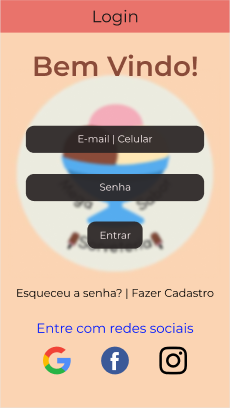 Login
Bem Vindo!
E-mail | Celular
Senha
Entrar
Esqueceu a senha? | Fazer Cadastro
Entre com redes sociais